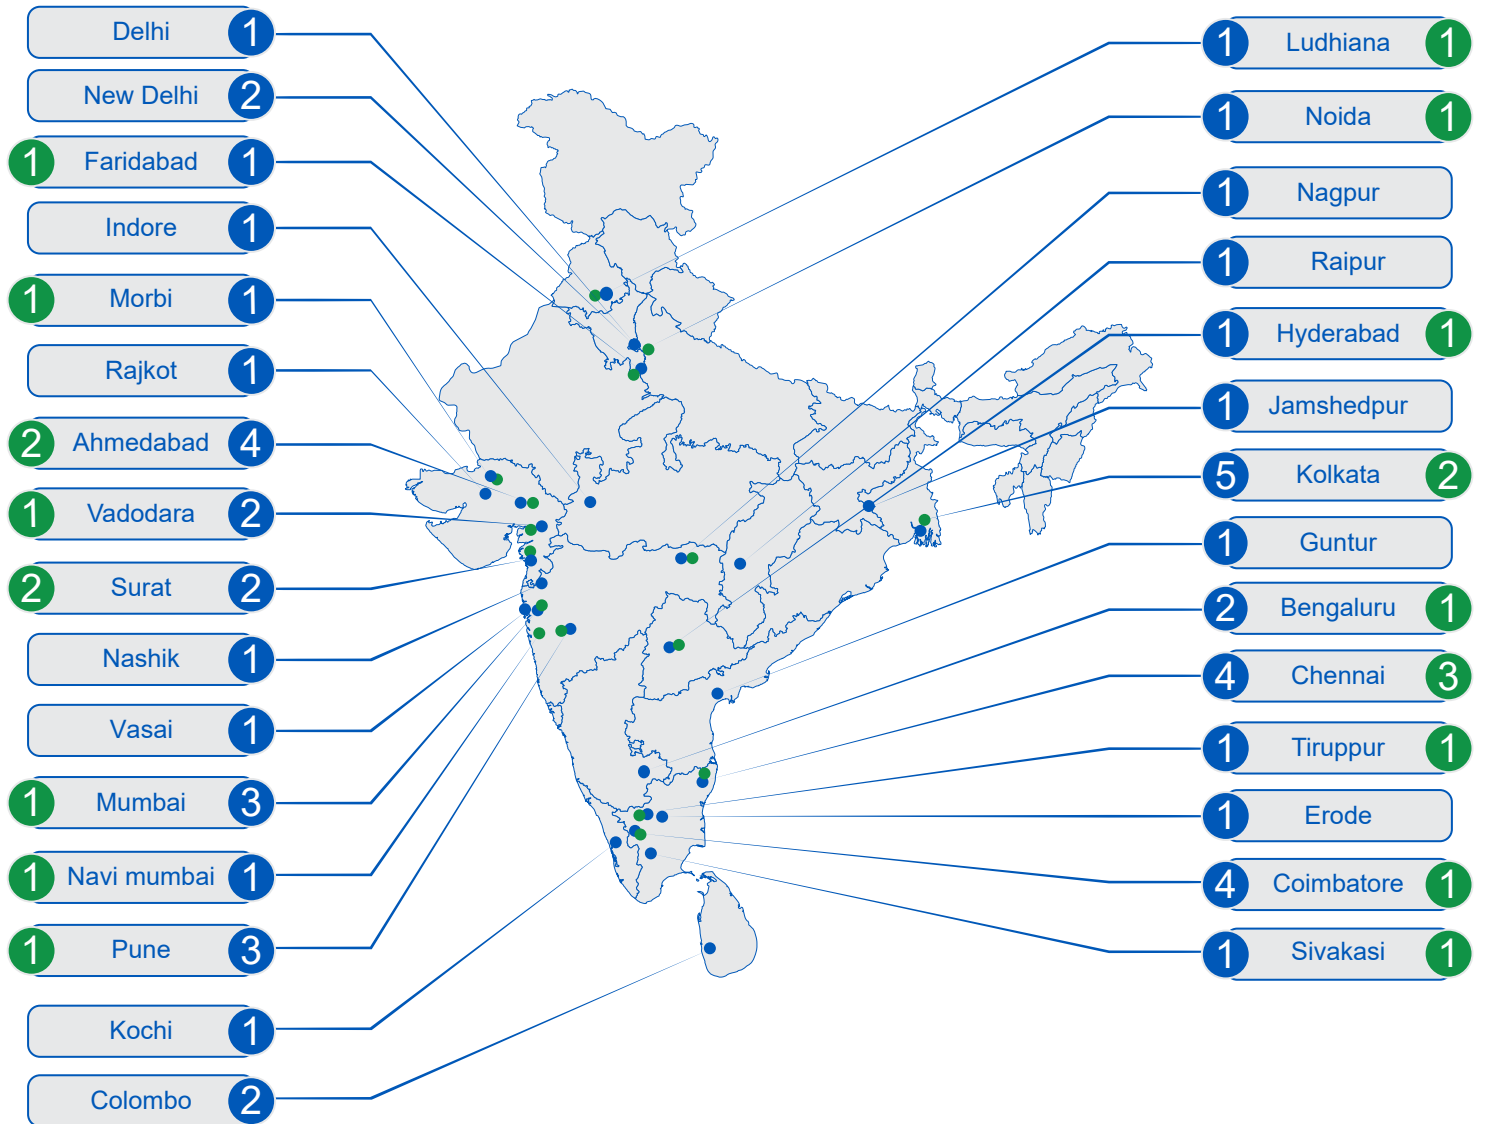 Delhi 1
New Delhi 2
1 Faridabad 1
Indore 1
1 Morbi 1
Rajkot 1
2 Ahmedabad 4
1 Vadodara 2
2 Surat 2
Nashik 1
Vasai 1
1 Mumbai 3
1 Navi mumbai 1
1 Pune 3
Kochi 1
Colombo 2
1 Ludhiana 1
1 Noida 1
1 Nagpur
1 Raipur
1 Hyderabad 1
1 Jamshedpur
5 Kolkata 2
1 Guntur
2 Bengaluru 1
4 Chennai 3
1 Tiruppur 1
1 Erode
4 Coimbatore 1
1 Sivakasi 1